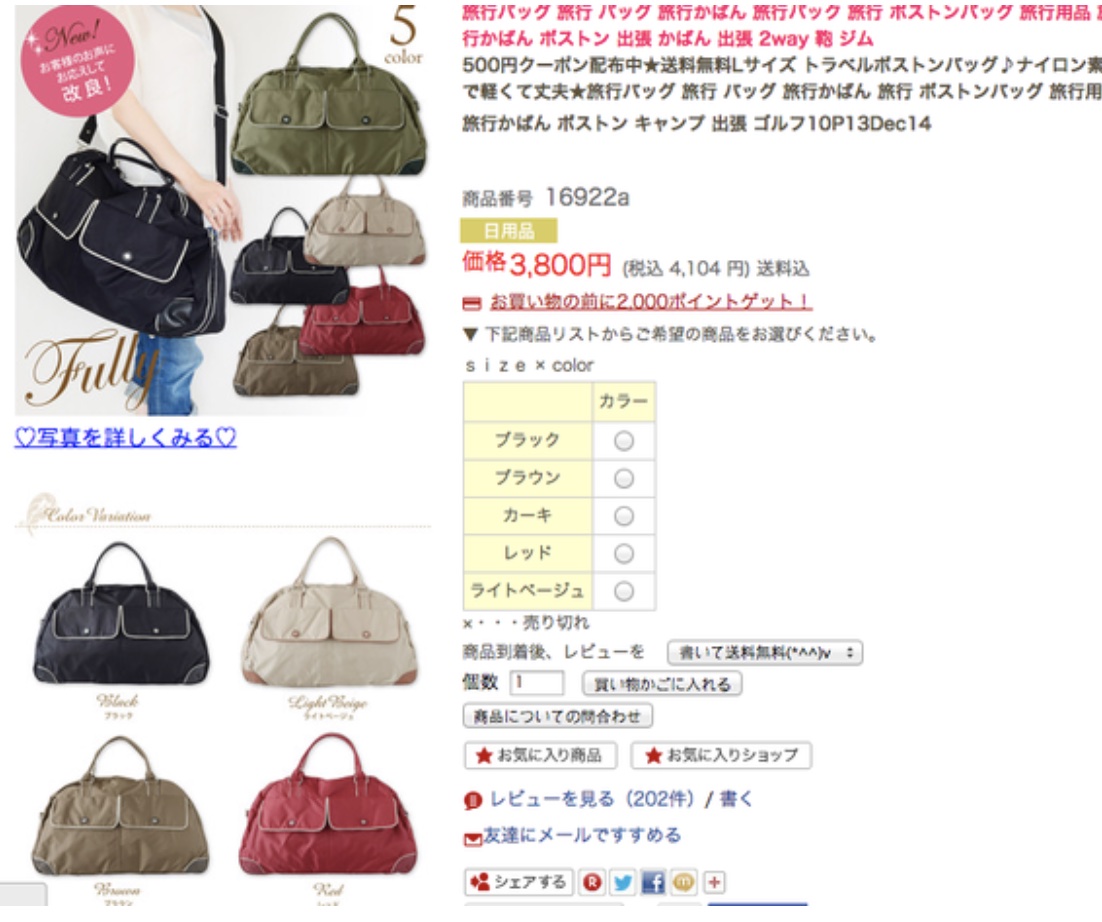 New!
お客様のお声に
お応えして
改良!
5
color
Fully
♡写真を詳しくみる♡
Color Variation
Black
ブラック
Light Beige
ライトベージュ
Brown
ブラウン
Red
旅行バッグ 旅行 バッグ 旅行かばん 旅行バック 旅行 ボストンバッグ 旅行用品
行かばん ボストン 出張 かばん 出張 2way 鞄 ジム
500円クーポン配布中★送料無料Lサイズ トラベルボストンバッグ♪ナイロン素
で軽くて丈夫★旅行バッグ 旅行 バッグ 旅行かばん 旅行 ボストンバッグ 旅行用
旅行かばん ボストン キャンプ 出張 ゴルフ10P13Dec14
商品番号 16922a
日用品
価格3,800円 (税込 4,104 円) 送料込
お買い物の前に2,000ポイントゲット!
▼ 下記商品リストからご希望の商品をお選びください。
ｓｉｚｅ×color
カラー
ブラック
ブラウン
カーキ
レッド
ライトベージュ
×・・・売り切れ
商品到着後、レビューを 書いて送料無料(*^^)v
個数 1 買い物かごに入れる
商品についての問合わせ
★お気に入り商品 ★お気に入りショップ
レビューを見る（202件）/ 書く
友達にメールですすめる
シェアする R f m +